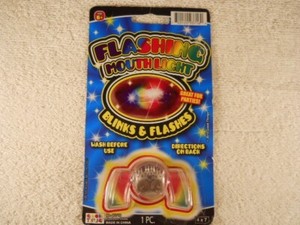 FLASHING
MOUTH LIGHT
GREAT FOR
PARTIES!
BLINKS & FLASHES
WASH BEFORE
USE
DIRECTIONS
ON BACK
1 PC.